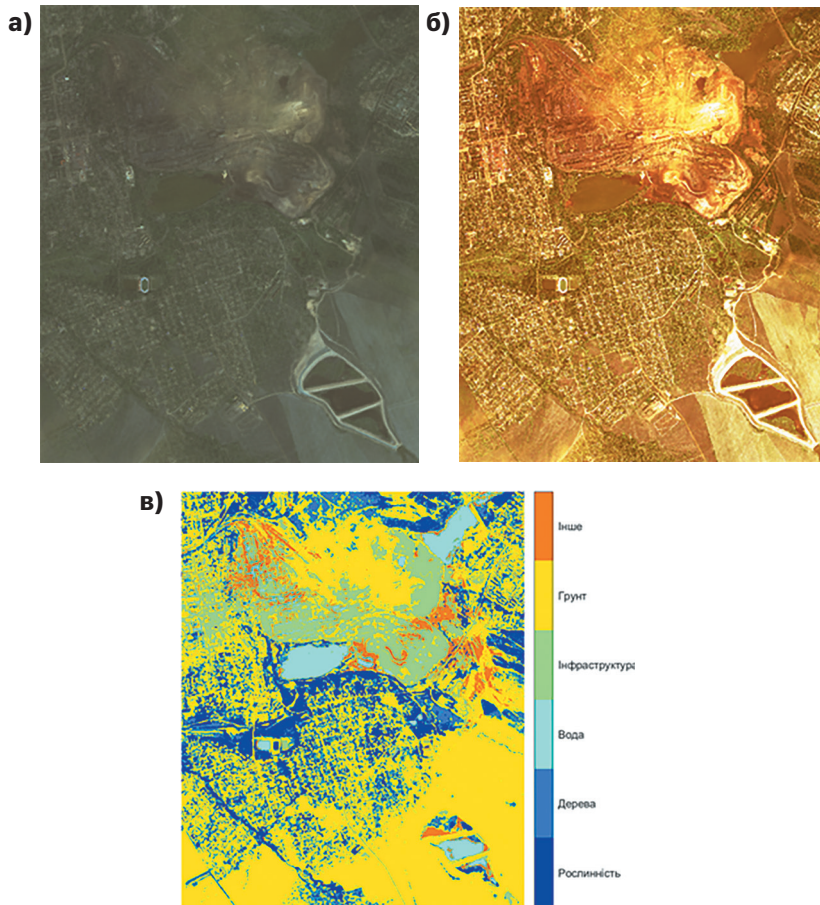 а)
б)
в)
Інше
Грунт
Інфраструктура
Вода
Дерева
Рослинність